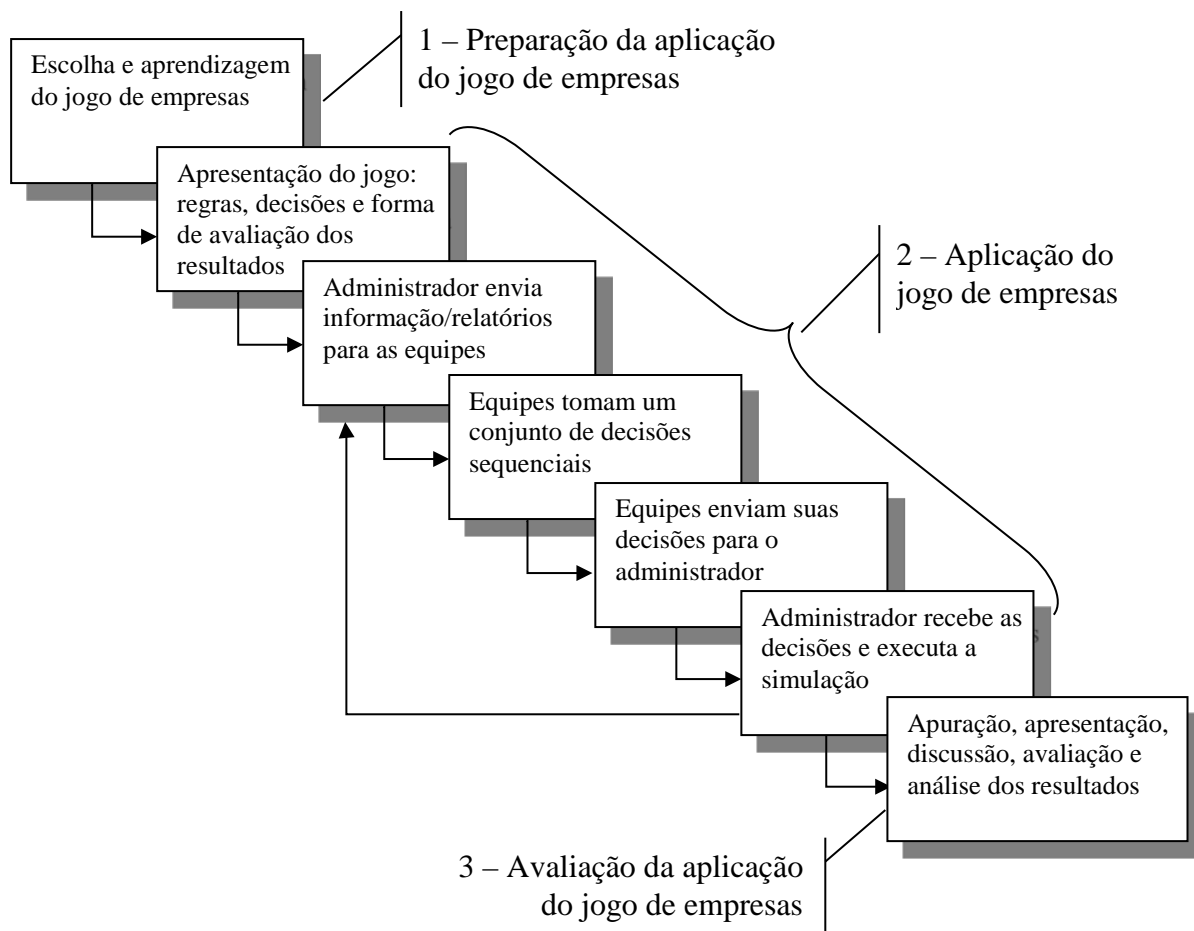 1 – Preparação da aplicação
do jogo de empresas
Escolha e aprendizagem
do jogo de empresas
Apresentação do jogo:
regras, decisões e forma
de avaliação dos
resultados
2 – Aplicação do
jogo de empresas
Administrador envia
informação/relatórios
para as equipes
Equipes tomam um
conjunto de decisões
sequenciais
Equipes enviam suas
decisões para o
administrador
Administrador recebe as
decisões e executa a
simulação
Apuração, apresentação,
discussão, avaliação e
análise dos resultados
3 – Avaliação da aplicação
do jogo de empresas